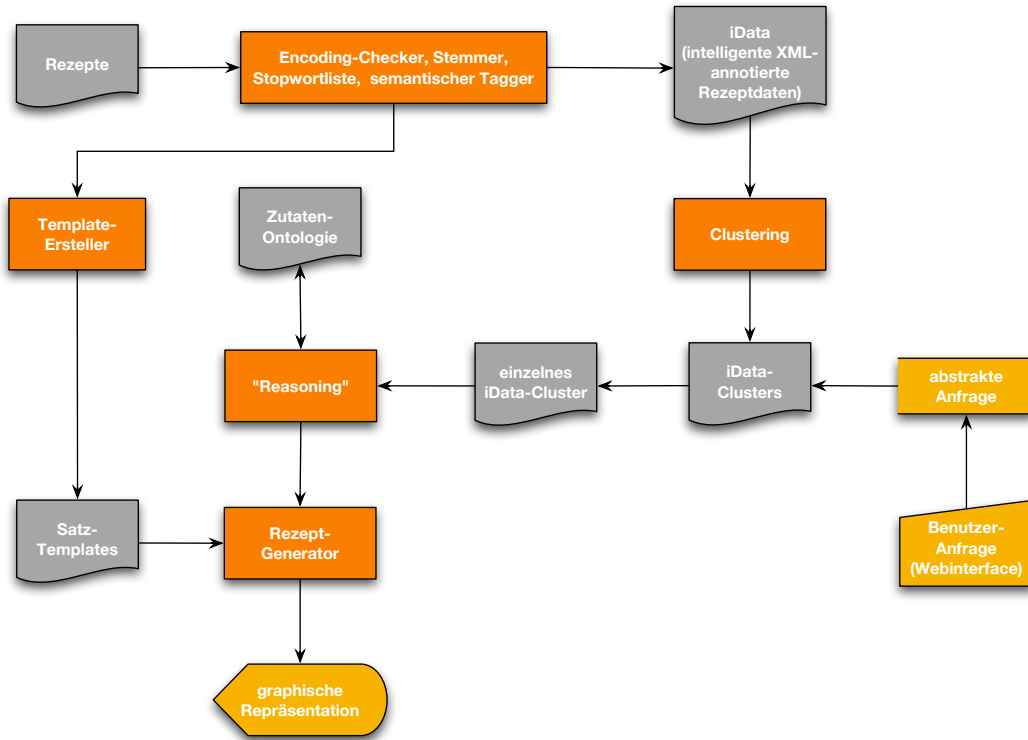 Rezepte
Encoding-Checker, Stemmer,
Stopwortliste, semantischer Tagger
iData
(intelligente XML-
annotierte
Rezeptdaten)
Template-
Ersteller
Zutaten-
Ontologie
Clustering
"Reasoning"
einzelnes
iData-Cluster
iData-
Clusters
abstrakte
Anfrage
Satz-
Templates
Rezept-
Generator
Benutzer-
Anfrage
(Webinterface)
graphische
Repräsentation